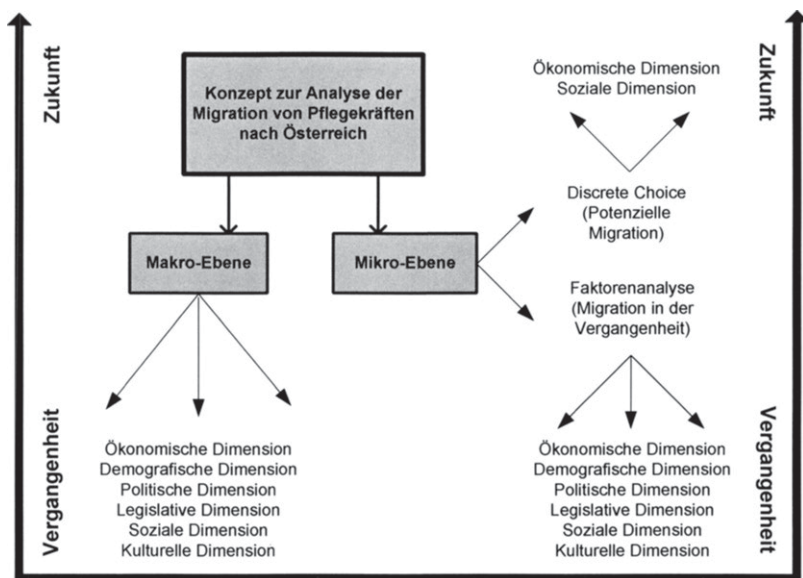 Zukunft
Vergangenheit
Konzept zur Analyse der
Migration von Pflegekräften
nach Österreich
Makro-Ebene
Mikro-Ebene
Ökonomische Dimension
Demografische Dimension
Politische Dimension
Legislative Dimension
Soziale Dimension
Kulturelle Dimension
Ökonomische Dimension
Soziale Dimension
Discrete Choice
(Potenzielle
Migration)
Faktorenanalyse
(Migration in der
Vergangenheit)
Ökonomische Dimension
Demografische Dimension
Politische Dimension
Legislative Dimension
Soziale Dimension
Kulturelle Dimension
Zukunft
Vergangenheit